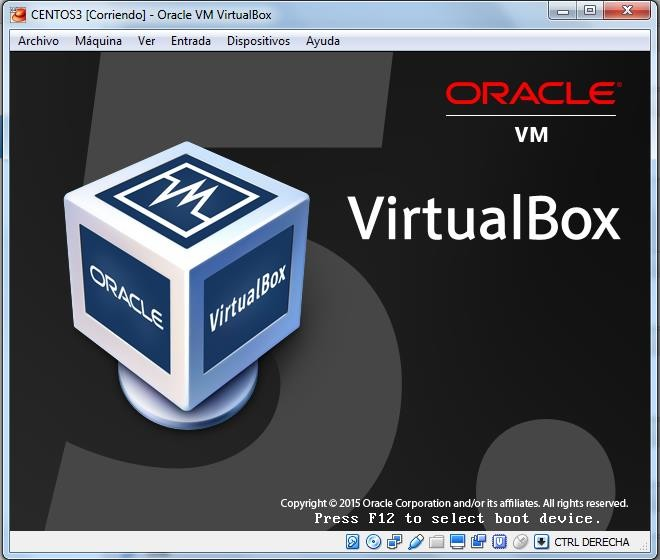 CENTOS3 [Corriendo] - Oracle VM VirtualBox
Archivo Máquina Ver Entrada Dispositivos Ayuda
ORACLE®
VM
VirtualBox
ORACLE
VirtualBox
5.
Copyright © 2015 Oracle Corporation and/or its affiliates. All rights reserved.
Press F12 to select boot device.
CTRL DERECHA